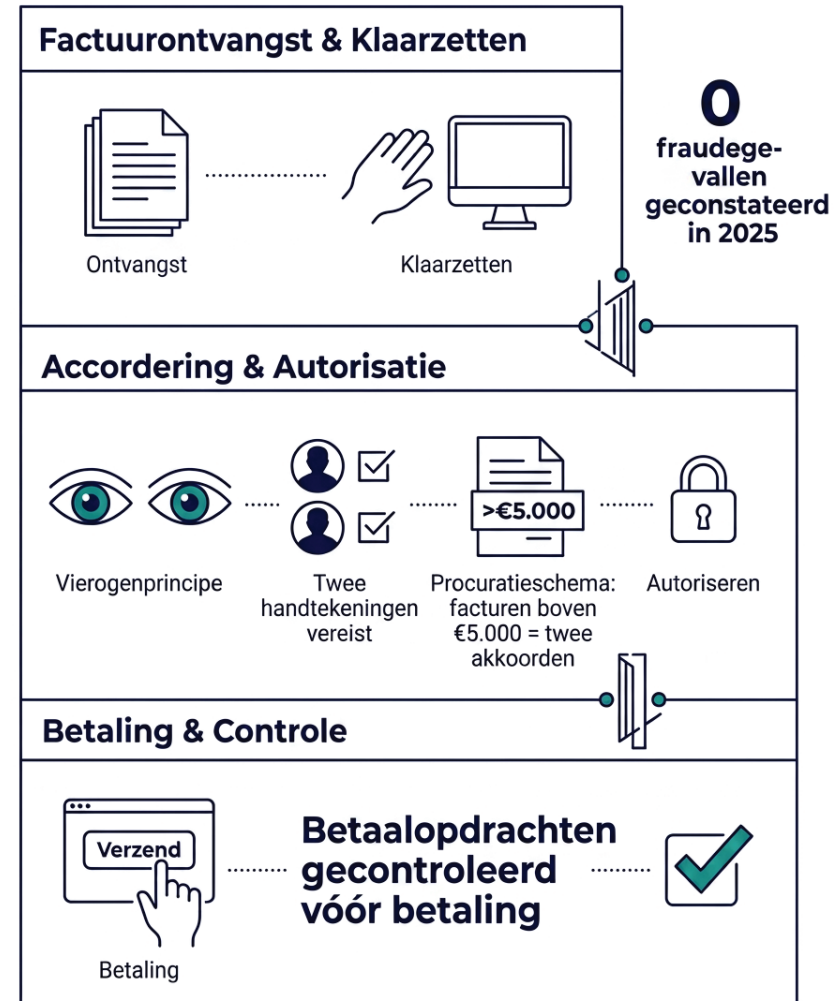 Factuurontvangst & Klaarzetten
0
fraudege-
vallen
geconstateerd
in 2025
Ontvangst
Klaarzetten
Accordering & Autorisatie
>€5.000
Vierogenprincipe
Twee
handtekeningen
vereist
Procuratieschema:
facturen boven
€5.000 = twee
akkoorden
Autoriseren
Betaling & Controle
Verzend
Betaalopdrachten
gecontroleerd
vóór betaling
Betaling